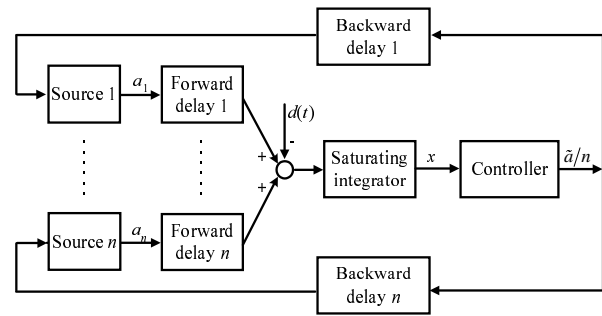 Backward
delay 1
Source 1
a₁
Forward
delay 1
d(t)
-
+
+
Saturating
integrator
x
Controller
ã/n
Source n
aₙ
Forward
delay n
Backward
delay n